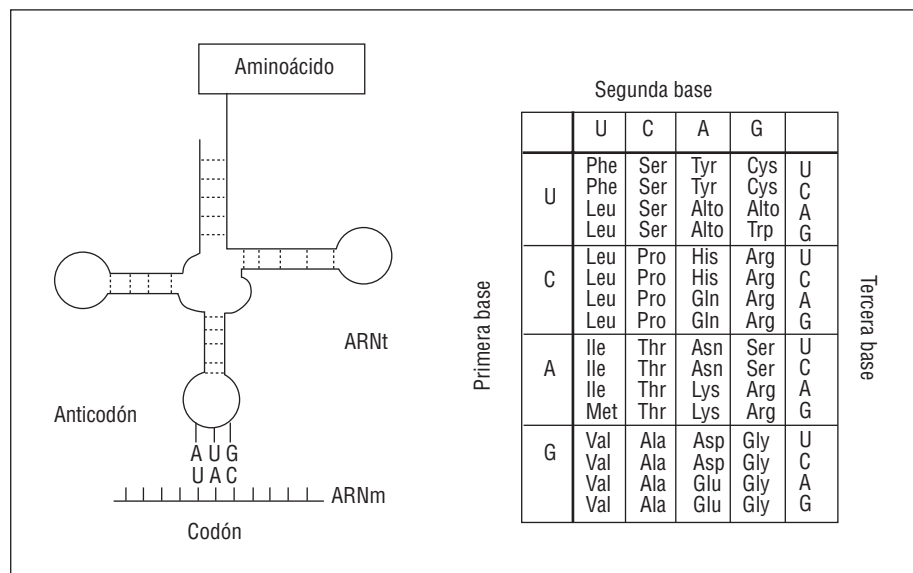 Aminoácido
ARNt
Anticodón
A U G
U A C
ARNm
Codón
Segunda base
Primera base
Tercera base
U C A G
U
Phe Ser Tyr Cys U
Phe Ser Tyr Cys C
Leu Ser Alto Alto A
Leu Ser Alto Trp G
C
Leu Pro His Arg U
Leu Pro His Arg C
Leu Pro Gln Arg A
Leu Pro Gln Arg G
A
Ile Thr Asn Ser U
Ile Thr Asn Ser C
Ile Thr Lys Arg A
Met Thr Lys Arg G
G
Val Ala Asp Gly U
Val Ala Asp Gly C
Val Ala Glu Gly A
Val Ala Glu Gly G